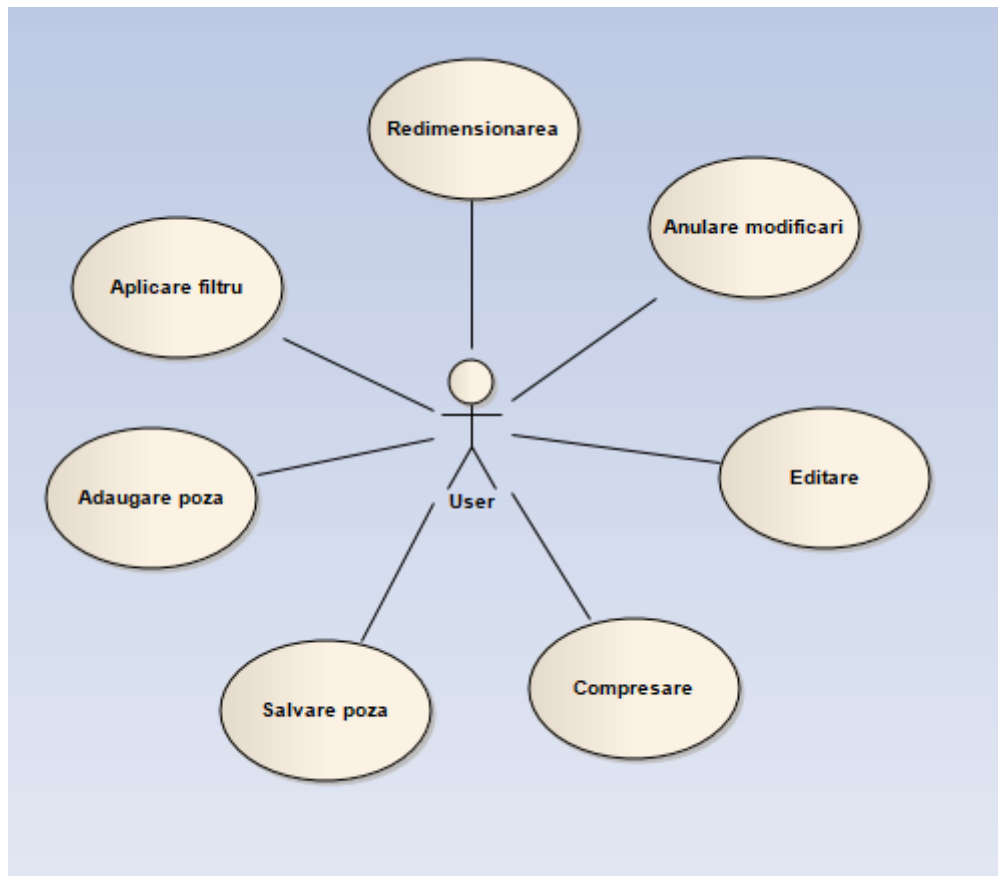 Redimensionarea
Anulare modificari
Aplicare filtru
Editare
Adaugare poza
User
Compresare
Salvare poza